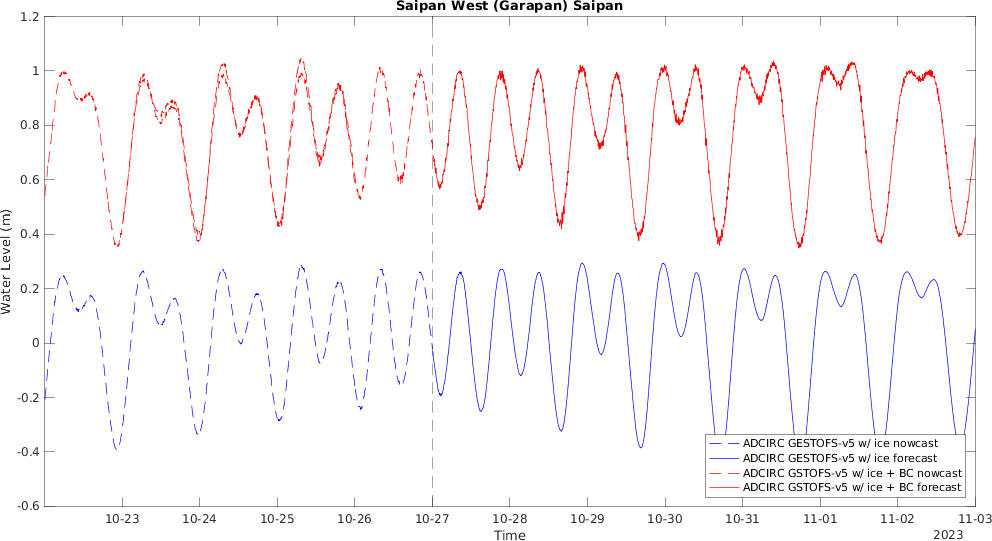 Saipan West (Garapan) Saipan
1.2
1
0.8
0.6
0.4
0.2
0
-0.2
-0.4
-0.6
Water Level (m)
ADCIRC GESTOFS-v5 w/ ice nowcast
ADCIRC GESTOFS-v5 w/ ice forecast
ADCIRC GSTOFS-v5 w/ ice + BC nowcast
ADCIRC GSTOFS-v5 w/ ice + BC forecast
10-23 10-24 10-25 10-26 10-27 10-28 10-29 10-30 10-31 11-01 11-02 11-03
Time
2023